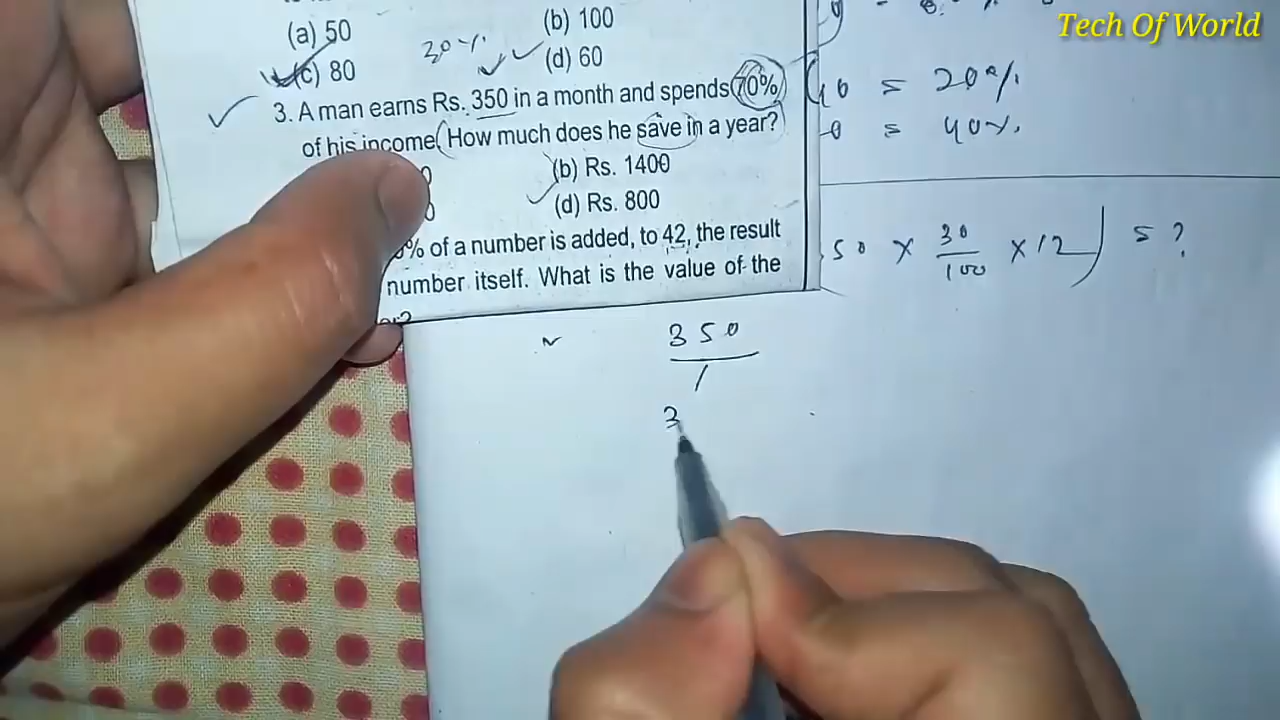 Tech Of World
(a) 50
(b) 100
30%
(c) 80
(d) 60
3. A man earns Rs. 350 in a month and spends 70%
of his income. How much does he save in a year?
(b) Rs. 1400
(d) Rs. 800
% of a number is added, to 42, the result
number itself. What is the value of the
= 20%
= 40%
50 × 30/100 × 12) = ?
350
1
3